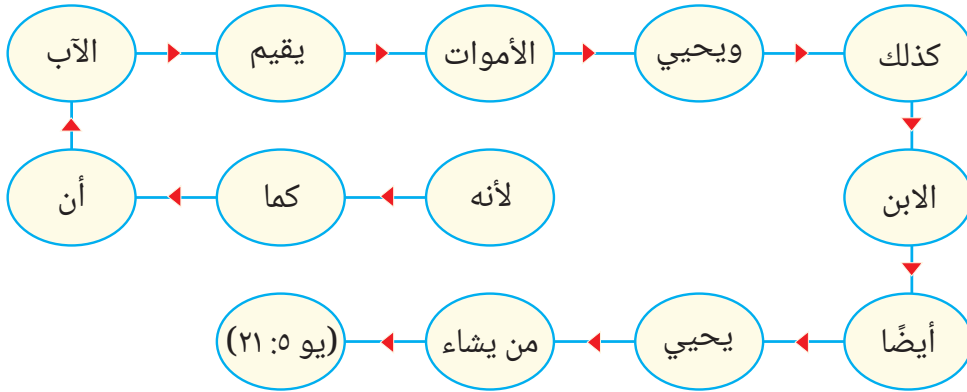 لأنه
كما
أن
الآب
يقيم
الأموات
ويحيي
كذلك
الابن
أيضًا
يحيي
من يشاء
(يو ٥: ٢١)